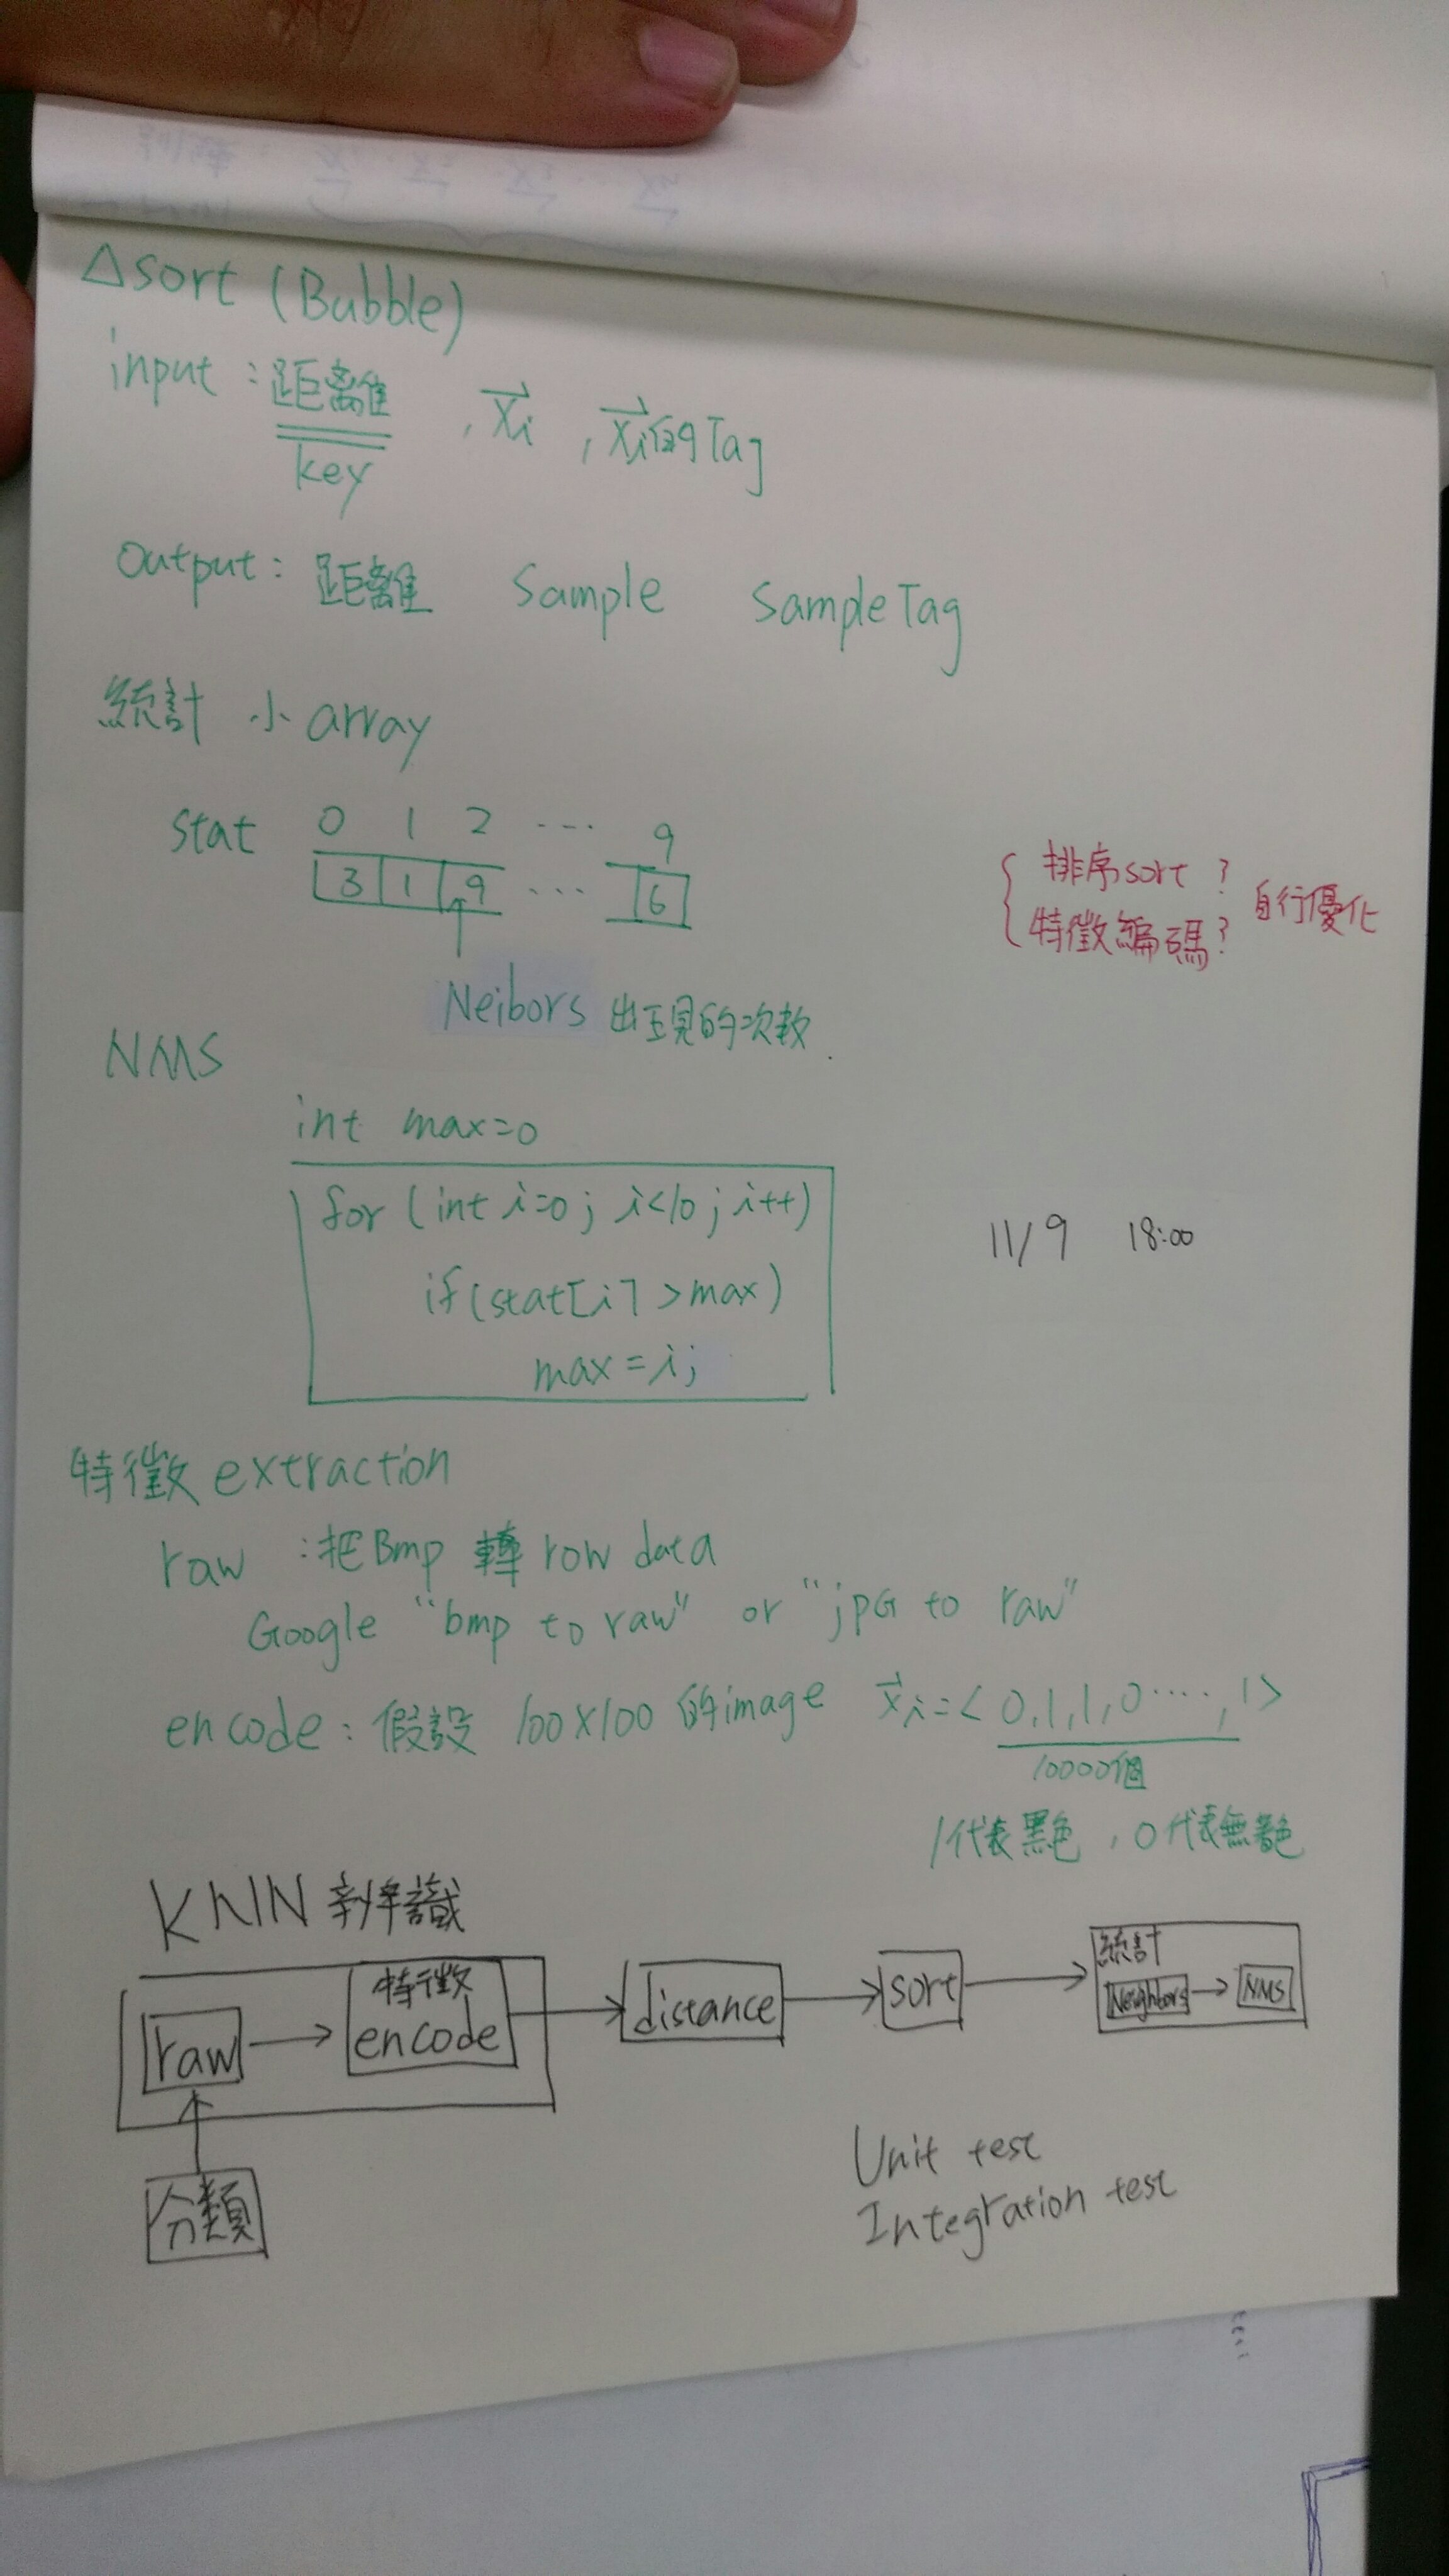 △sort (Bubble)
input : 距離 , xi , xi的Tag
key
Output : 距離 Sample SampleTag
統計 小 array
Stat 0 1 2 ... 9
3 1 9 ... 6
Neibors 出現的次數
排序sort ?
特徵編碼 ?
自行優化
NMS
int max=0
for (int i=0 ; i<10 ; i++)
if(stat[i] >max)
max = i;
11/9 18:00
特徵 extraction
raw : 把Bmp 轉 row data
Google "bmp to raw" or "jpG to raw"
encode : 假設 100x100 的image xi=< 0,1,1,0....,1>
10000個
1代表黑色 , 0代表無著色
KNN 辨識
raw 特徵 encode distance sort 統計 Neighbors NMS
分類
Unit test
Integration test